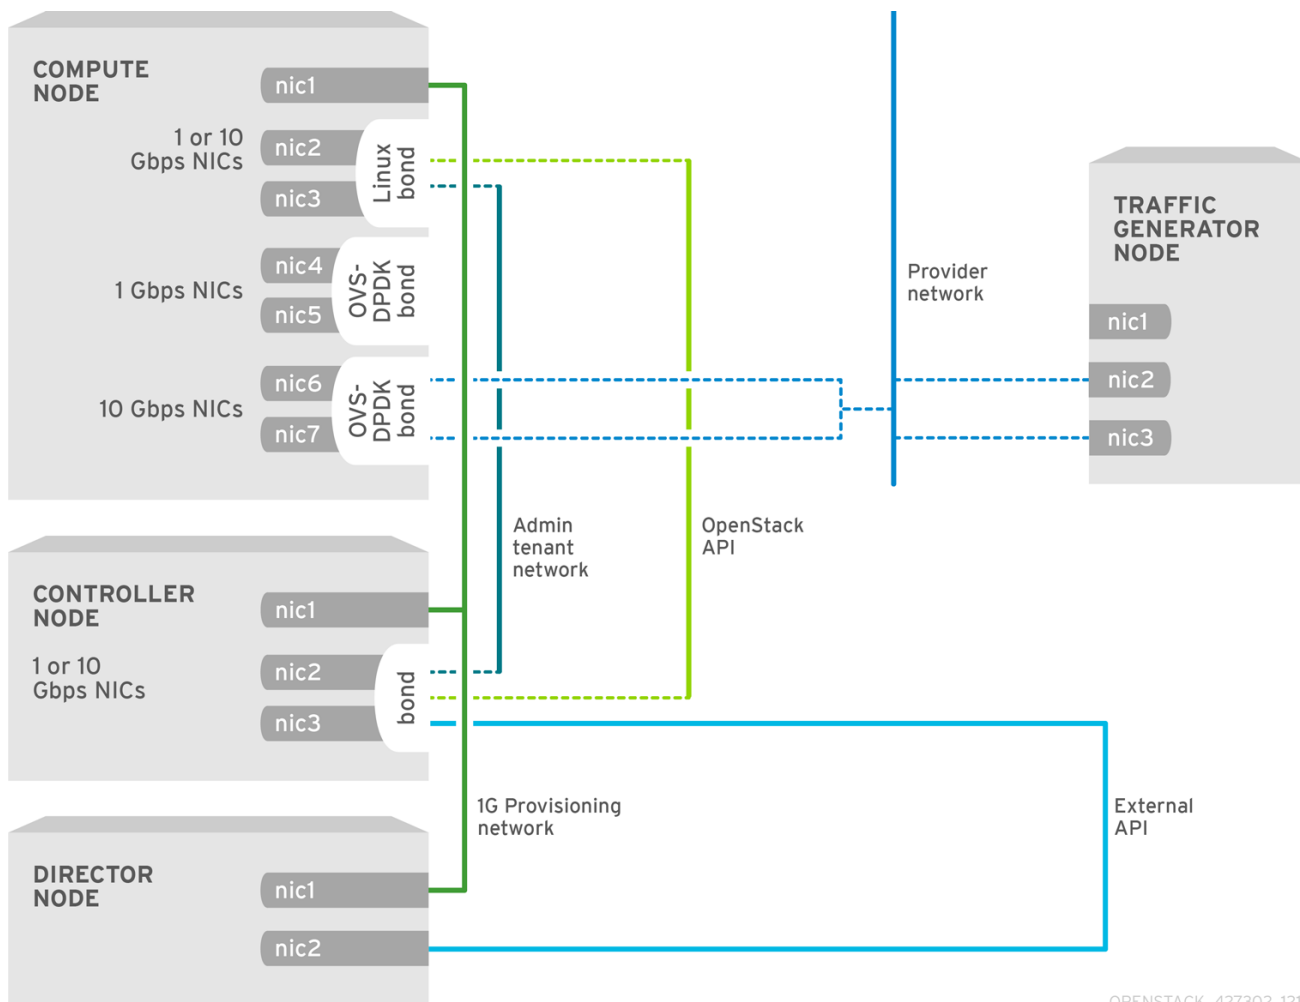 COMPUTE
NODE
nic1
1 or 10
Gbps NICs
nic2
nic3
Linux
bond
1 Gbps NICs
nic4
nic5
OVS-
DPDK
bond
10 Gbps NICs
nic6
nic7
OVS-
DPDK
bond
Provider
network
TRAFFIC
GENERATOR
NODE
nic1
nic2
nic3
Admin
tenant
network
OpenStack
API
CONTROLLER
NODE
nic1
1 or 10
Gbps NICs
nic2
nic3
bond
1G Provisioning
network
External
API
DIRECTOR
NODE
nic1
nic2